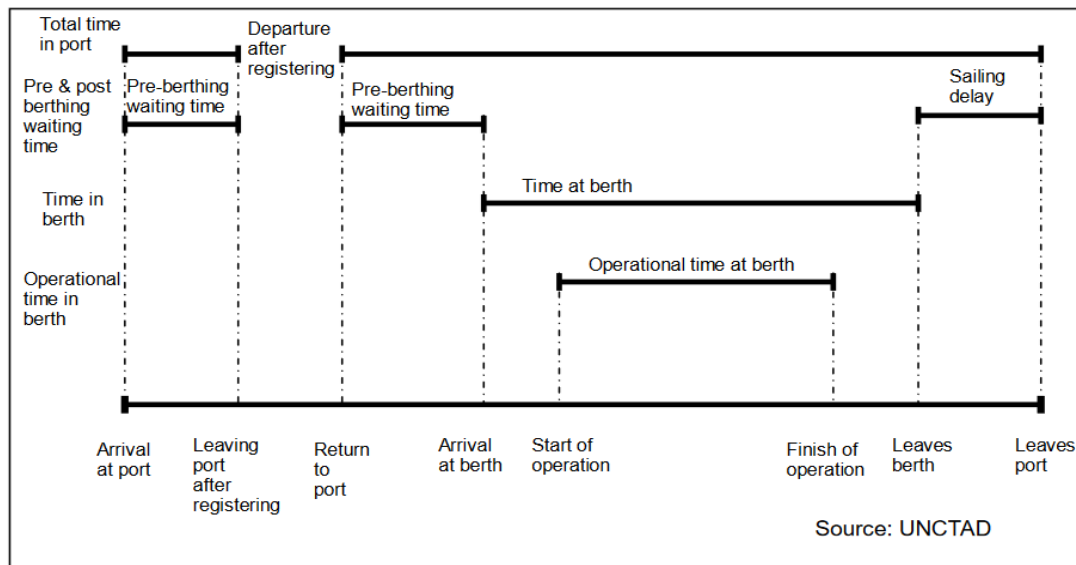 Total time
in port
Departure
after
registering
Pre & post
berthing
waiting
time
Pre-berthing
waiting time
Pre-berthing
waiting time
Sailing
delay
Time in
berth
Time at berth
Operational
time in
berth
Operational time at berth
Arrival
at port
Leaving
port
after
registering
Return
to
port
Arrival
at berth
Start of
operation
Finish of
operation
Leaves
berth
Leaves
port
Source: UNCTAD